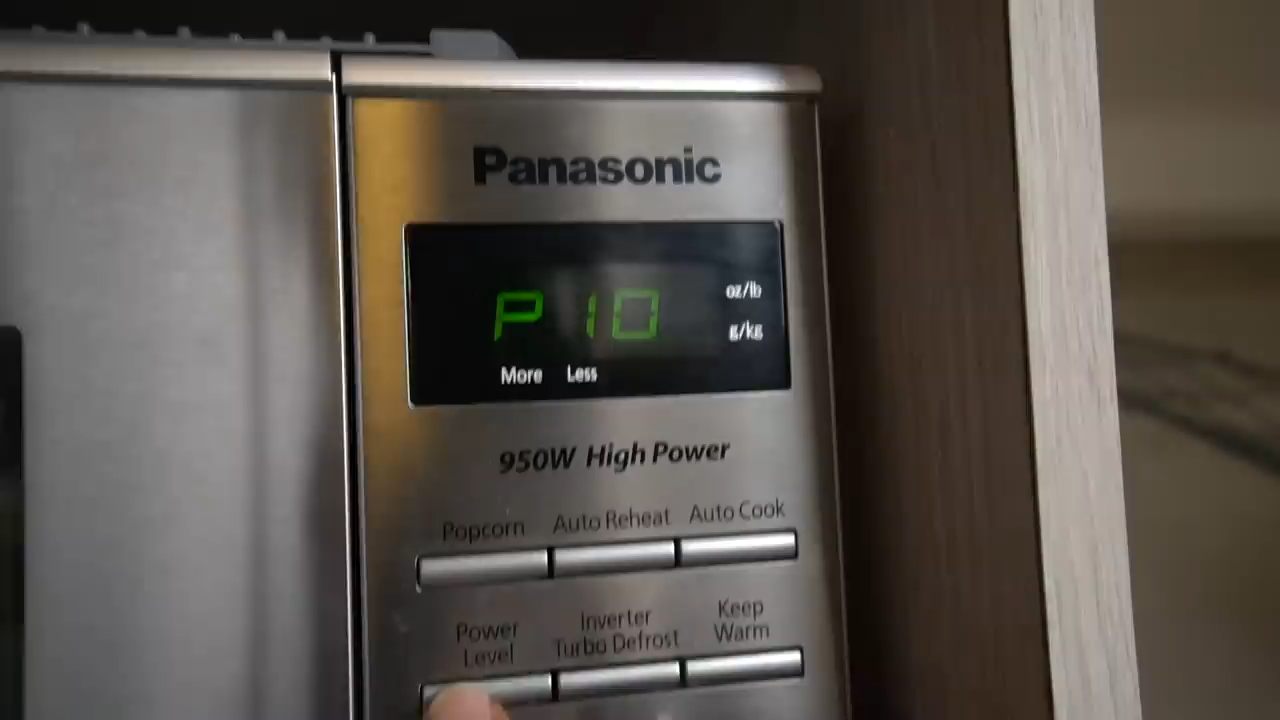 Panasonic
P10
oz/lb
g/kg
More Less
950W High Power
Popcorn Auto Reheat Auto Cook
Power Level
Inverter Turbo Defrost
Keep Warm